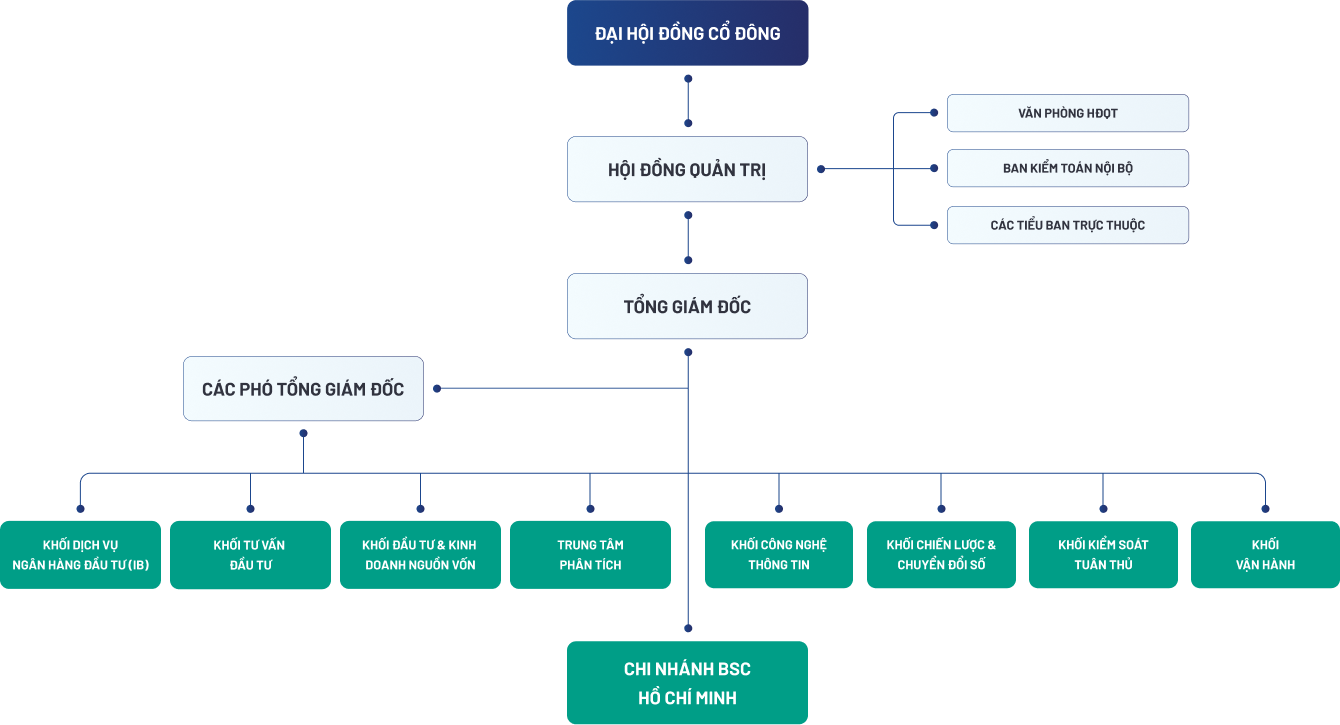 ĐẠI HỘI ĐỒNG CỔ ĐÔNG
VĂN PHÒNG HĐQT
HỘI ĐỒNG QUẢN TRỊ
BAN KIỂM TOÁN NỘI BỘ
CÁC TIỂU BAN TRỰC THUỘC
TỔNG GIÁM ĐỐC
CÁC PHÓ TỔNG GIÁM ĐỐC
KHỐI DỊCH VỤ
NGÂN HÀNG ĐẦU TƯ (IB)
KHỐI TƯ VẤN
ĐẦU TƯ
KHỐI ĐẦU TƯ & KINH
DOANH NGUỒN VỐN
TRUNG TÂM
PHÂN TÍCH
KHỐI CÔNG NGHỆ
THÔNG TIN
KHỐI CHIẾN LƯỢC &
CHUYỂN ĐỔI SỐ
KHỐI KIỂM SOÁT
TUÂN THỦ
KHỐI
VẬN HÀNH
CHI NHÁNH BSC
HỒ CHÍ MINH